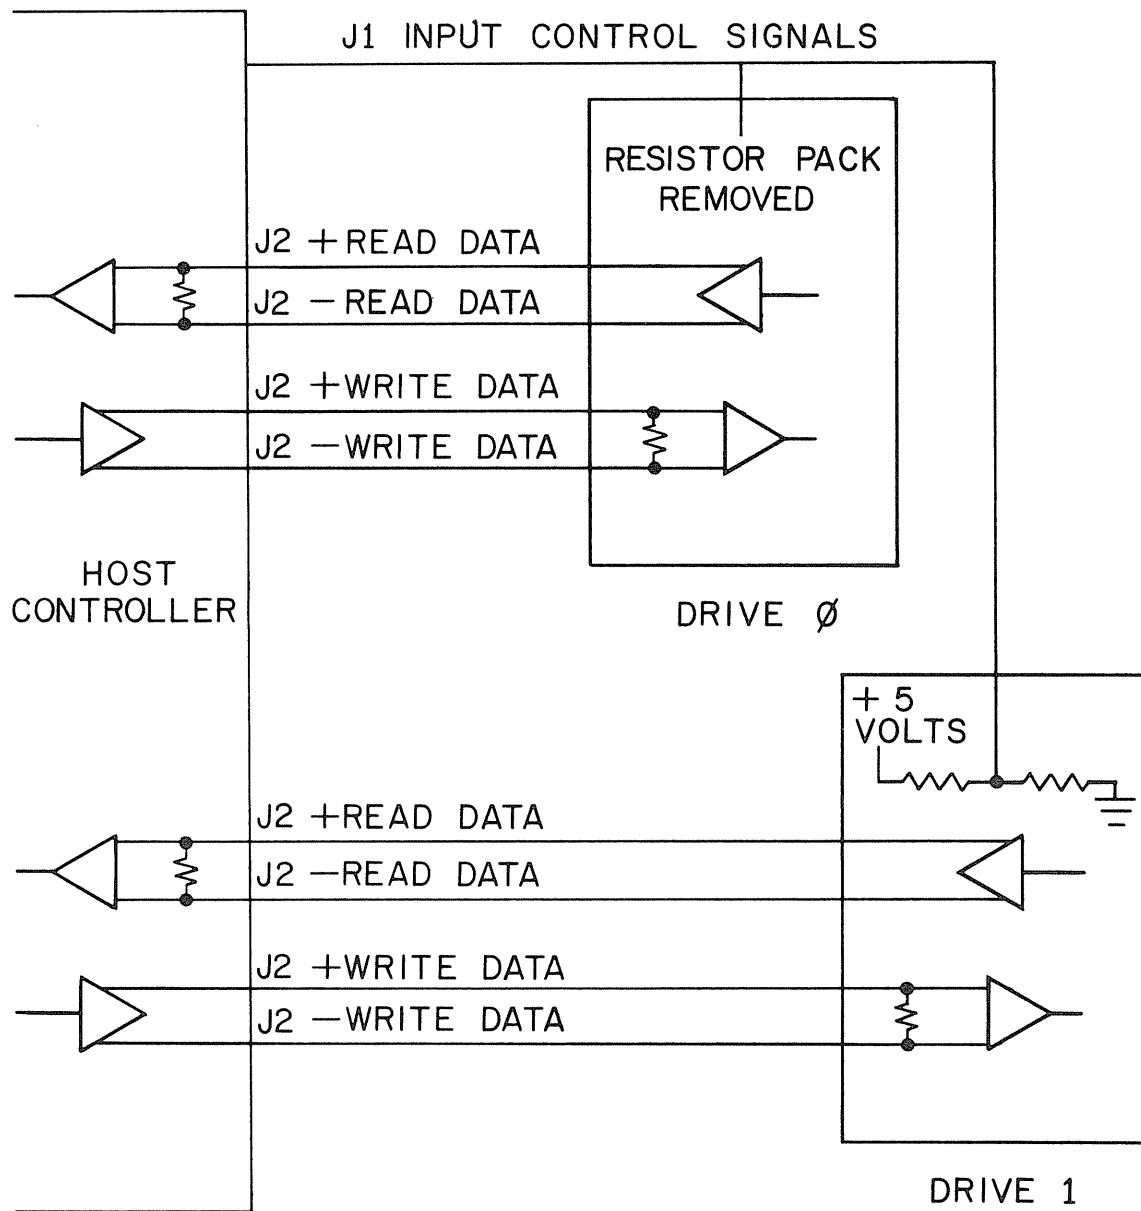 J1 INPUT CONTROL SIGNALS
RESISTOR PACK
REMOVED
J2 +READ DATA
J2 −READ DATA
J2 +WRITE DATA
J2 −WRITE DATA
HOST
CONTROLLER
DRIVE Ø
+5
VOLTS
J2 +READ DATA
J2 −READ DATA
J2 +WRITE DATA
J2 −WRITE DATA
DRIVE 1